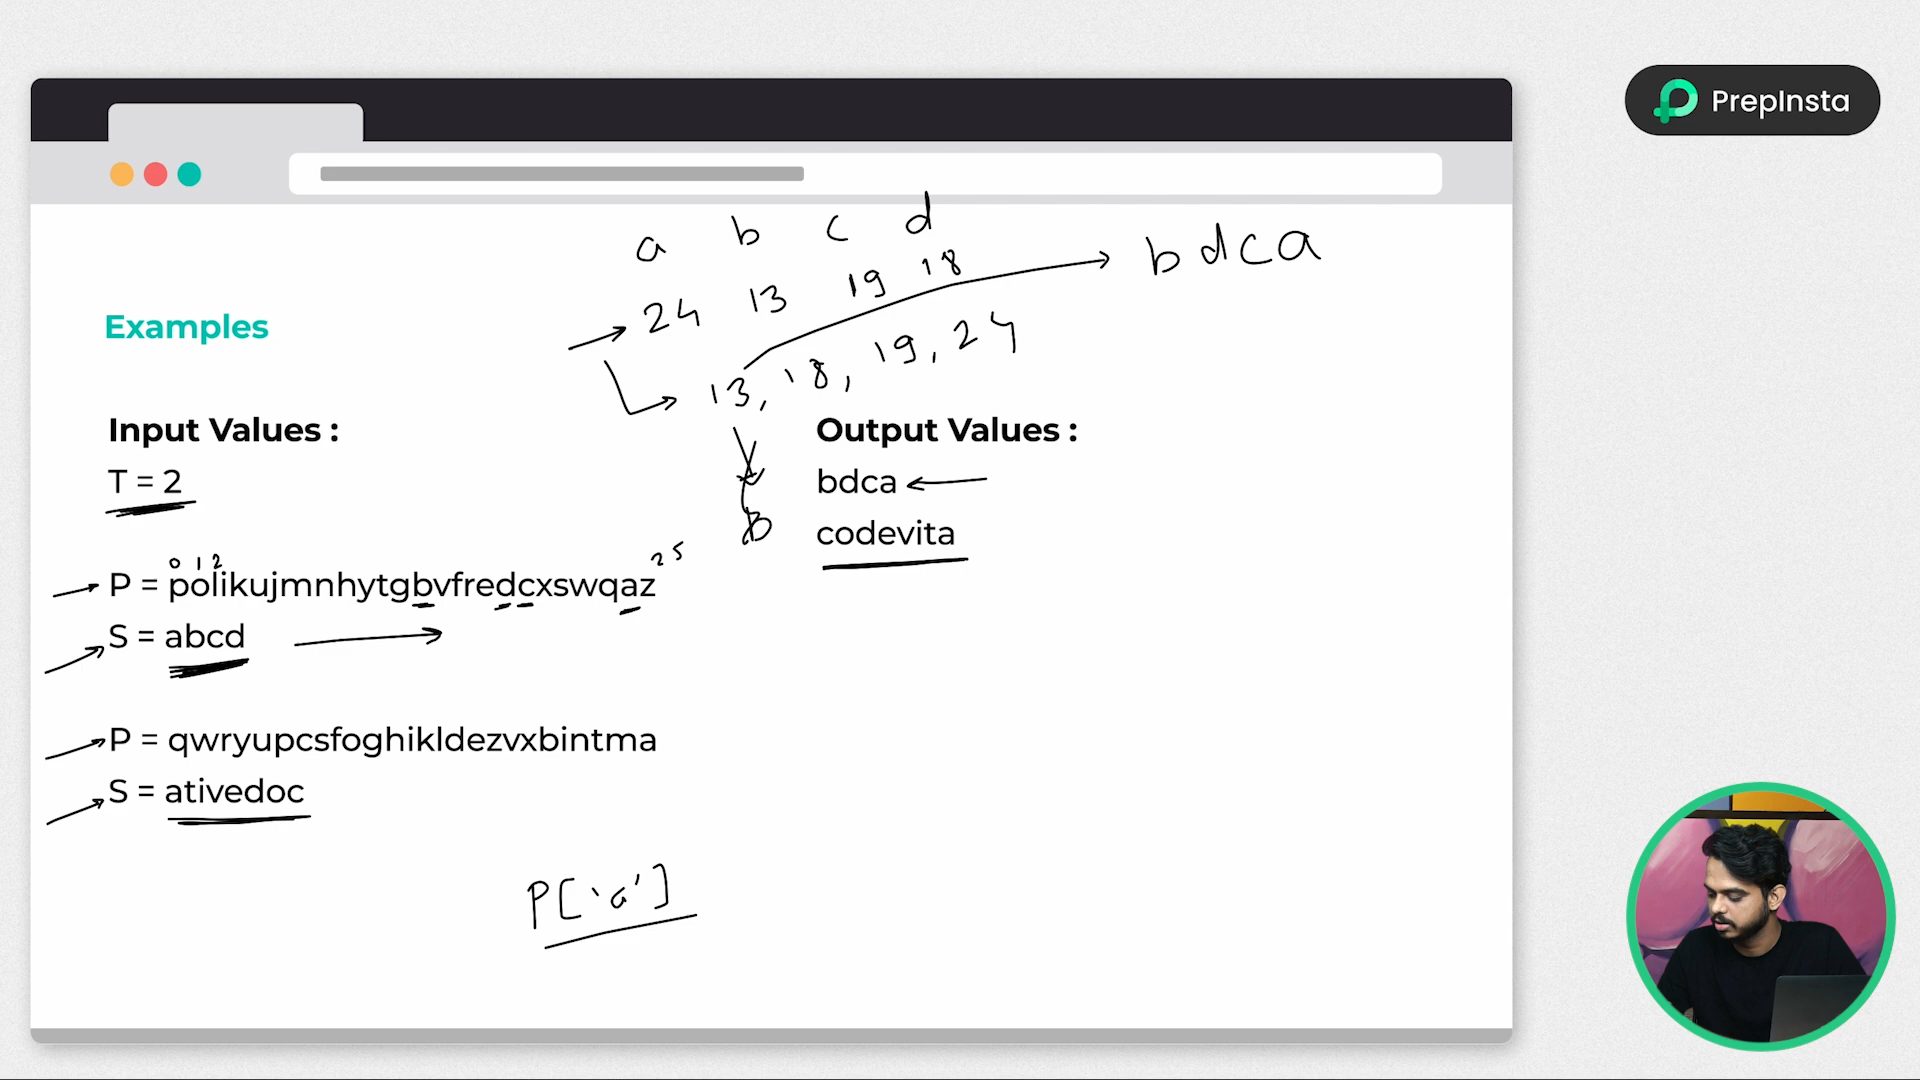 PrepInsta
a b c d
24 13 19 18
bdca
13, 18, 19, 24
Examples
Input Values :
Output Values :
T = 2
bdca
B
codevita
0 1 2
25
P = polikujmnhytgbvfredcxswqaz
S = abcd
P = qwryupcsfoghikldezvxbintma
S = ativedoc
P['a']